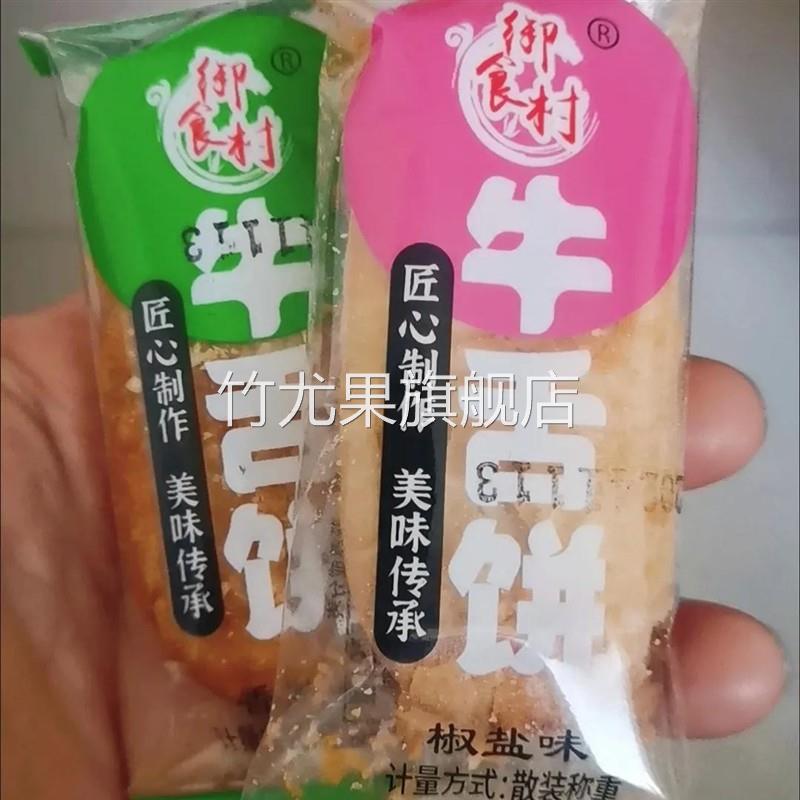 御食村
®
牛舌饼
匠心制作 美味传承
御食村
®
牛舌饼
匠心制作 美味传承
椒盐味
计量方式:散装称重
竹尤果旗舰店